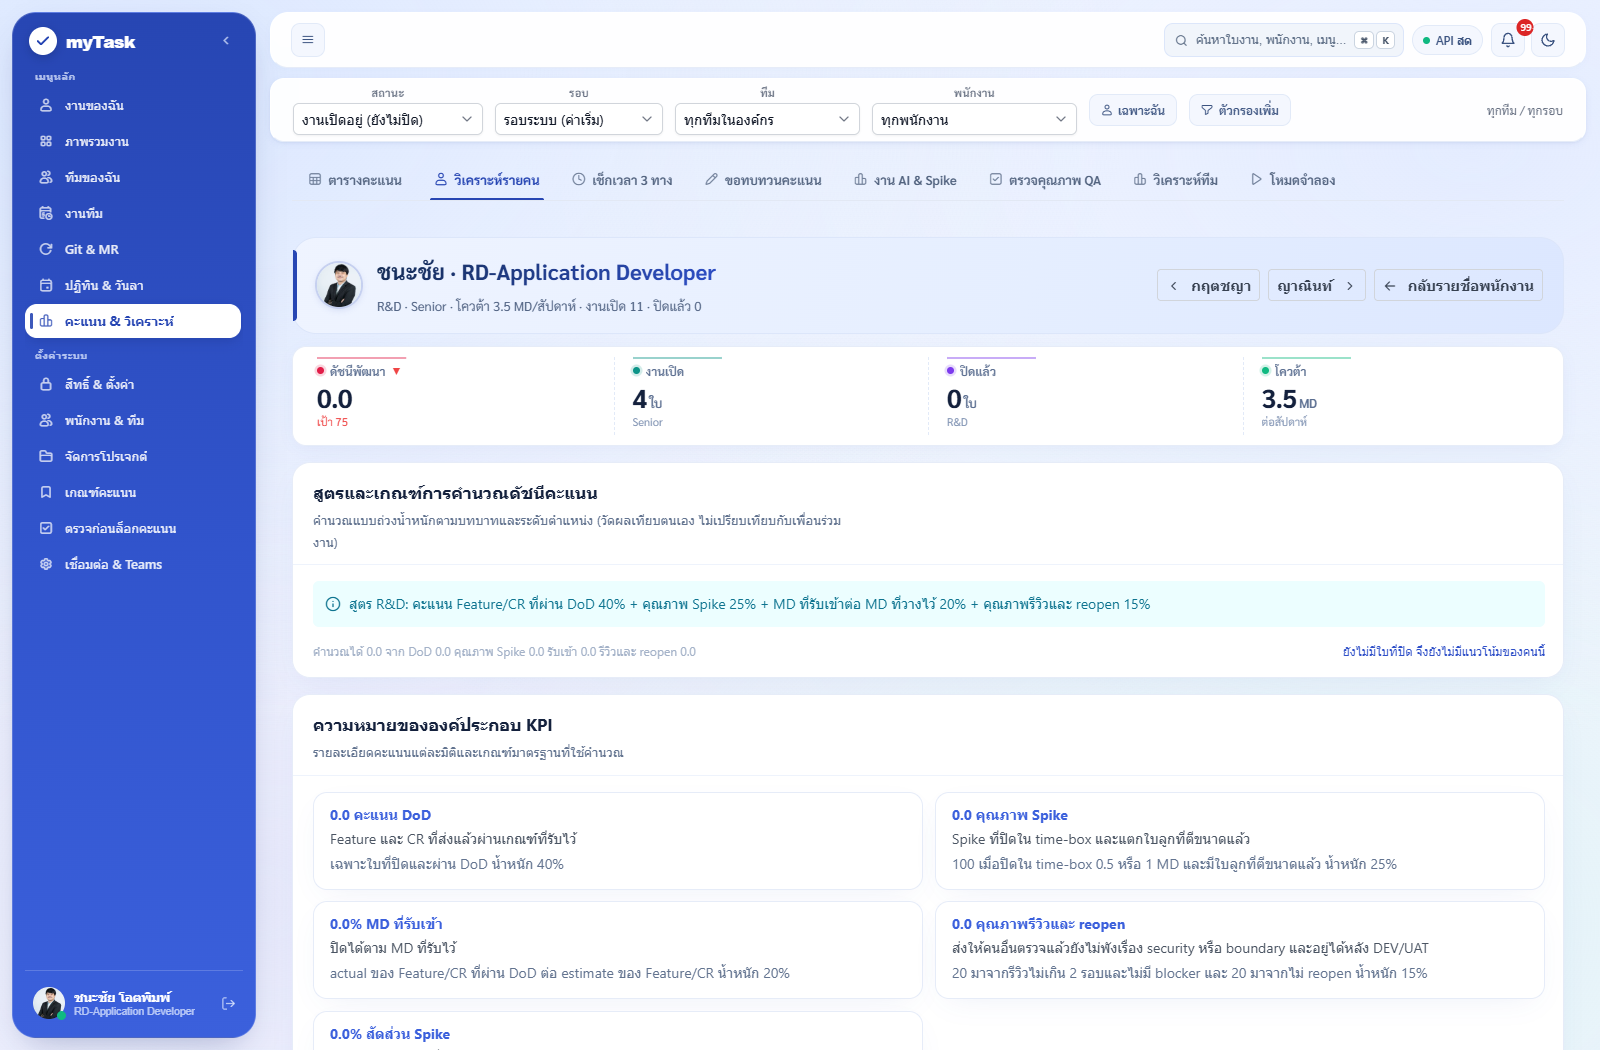 myTask
เมนูหลัก
งานของฉัน
ภาพรวมงาน
ทีมของฉัน
งานทีม
Git & MR
ปฏิทิน & วันลา
คะแนน & วิเคราะห์
ตั้งค่าระบบ
สิทธิ์ & ตั้งค่า
พนักงาน & ทีม
จัดการโปรเจกต์
เกณฑ์คะแนน
ตรวจก่อนล็อกคะแนน
เชื่อมต่อ & Teams
ชนะชัย โอตพิมพ์
RD-Application Developer
ค้นหาใบงาน, พนักงาน, เมนู... ⌘ K
API สด
99
สถานะ
งานเปิดอยู่ (ยังไม่ปิด)
รอบ
รอบระบบ (ค่าเริ่ม)
ทีม
ทุกทีมในองค์กร
พนักงาน
ทุกพนักงาน
เฉพาะฉัน
ตัวกรองเพิ่ม
ทุกทีม / ทุกรอบ
ตารางคะแนน
วิเคราะห์รายคน
เช็กเวลา 3 ทาง
ขอทบทวนคะแนน
งาน AI & Spike
ตรวจคุณภาพ QA
วิเคราะห์ทีม
โหมดจำลอง
ชนะชัย · RD-Application Developer
R&D · Senior · โควต้า 3.5 MD/สัปดาห์ · งานเปิด 11 · ปิดแล้ว 0
กฤตชญา
ญาณินท์
กลับรายชื่อพนักงาน
ดัชนีพัฒนา ▼
0.0
เป้า 75
งานเปิด
4 ใบ
Senior
ปิดแล้ว
0 ใบ
R&D
โควต้า
3.5 MD
ต่อสัปดาห์
สูตรและเกณฑ์การคำนวณดัชนีคะแนน
คำนวณแบบถ่วงน้ำหนักตามบทบาทและระดับตำแหน่ง (วัดผลเทียบตนเอง ไม่เปรียบเทียบกับเพื่อนร่วม
งาน)
สูตร R&D: คะแนน Feature/CR ที่ผ่าน DoD 40% + คุณภาพ Spike 25% + MD ที่รับเข้าต่อ MD ที่วางไว้ 20% + คุณภาพรีวิวและ reopen 15%
คำนวณได้ 0.0 จาก DoD 0.0 คุณภาพ Spike 0.0 รับเข้า 0.0 รีวิวและ reopen 0.0
ยังไม่มีใบที่ปิด จึงยังไม่มีแนวโน้มของคนนี้
ความหมายขององค์ประกอบ KPI
รายละเอียดคะแนนแต่ละมิติและเกณฑ์มาตรฐานที่ใช้คำนวณ
0.0 คะแนน DoD
Feature และ CR ที่ส่งแล้วผ่านเกณฑ์ที่รับไว้
เฉพาะใบที่ปิดและผ่าน DoD น้ำหนัก 40%
0.0 คุณภาพ Spike
Spike ที่ปิดใน time-box และแตกใบลูกที่ตีขนาดแล้ว
100 เมื่อปิดใน time-box 0.5 หรือ 1 MD และมีใบลูกที่ตีขนาดแล้ว น้ำหนัก 25%
0.0% MD ที่รับเข้า
ปิดได้ตาม MD ที่รับไว้
actual ของ Feature/CR ที่ผ่าน DoD ต่อ estimate ของ Feature/CR น้ำหนัก 20%
0.0 คุณภาพรีวิวและ reopen
ส่งให้คนอื่นตรวจแล้วยังไม่พังเรื่อง security หรือ boundary และอยู่ได้หลัง DEV/UAT
20 มาจากรีวิวไม่เกิน 2 รอบและไม่มี blocker และ 20 มาจากไม่ reopen น้ำหนัก 15%
0.0% สัดส่วน Spike